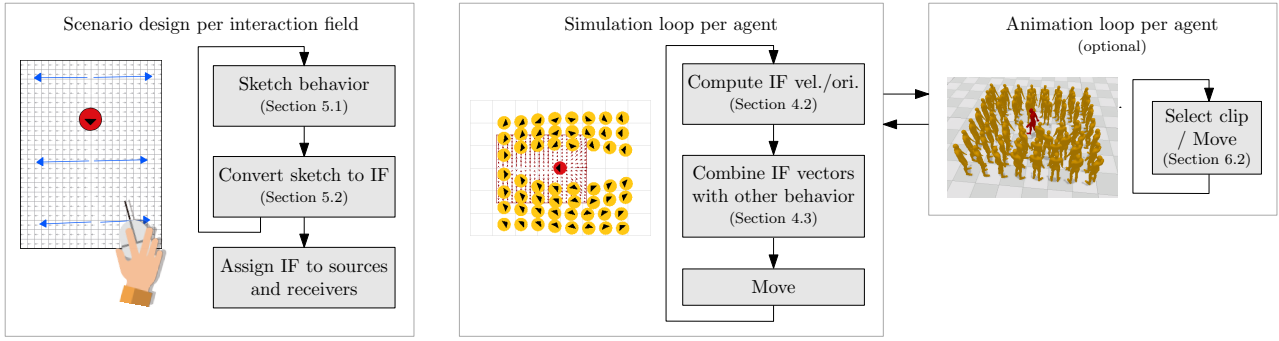 Scenario design per interaction field
Sketch behavior
(Section 5.1)
Convert sketch to IF
(Section 5.2)
Assign IF to sources
and receivers
Simulation loop per agent
Compute IF vel./ori.
(Section 4.2)
Combine IF vectors
with other behavior
(Section 4.3)
Move
Animation loop per agent
(optional)
Select clip
/ Move
(Section 6.2)